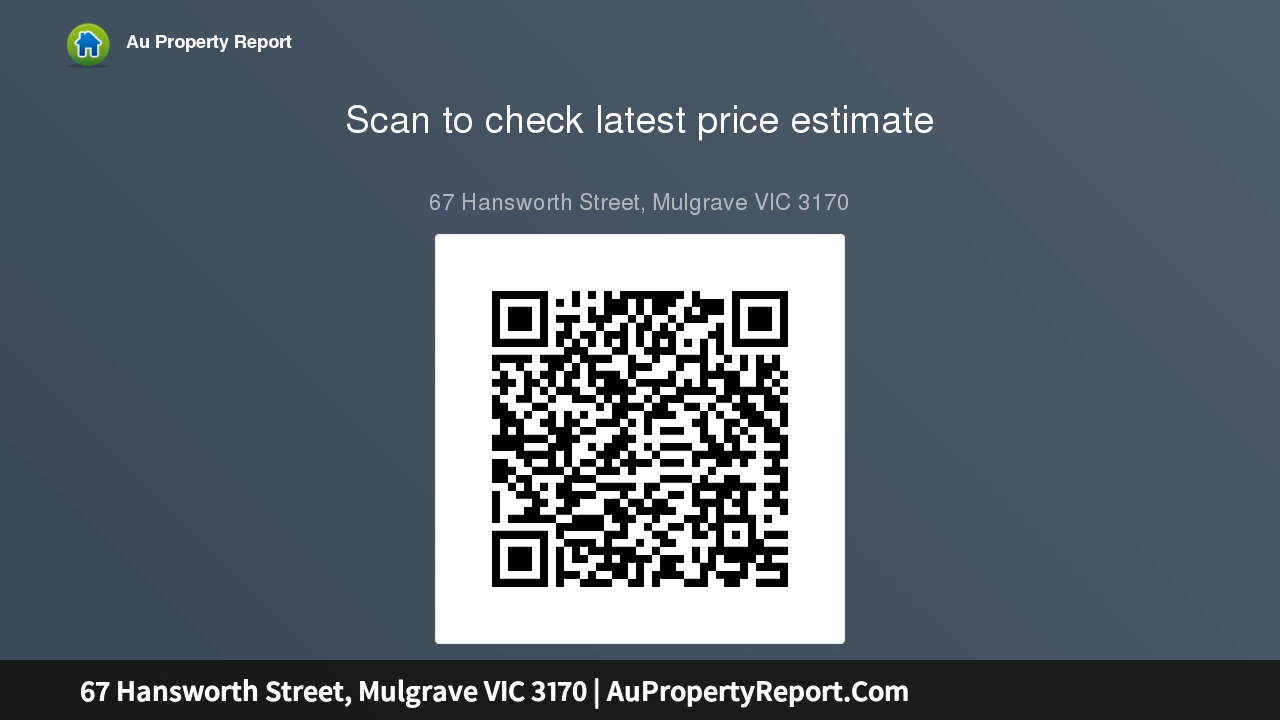 Au Property Report
Scan to check latest price estimate
67 Hansworth Street, Mulgrave VIC 3170
67 Hansworth Street, Mulgrave VIC 3170 | AuPropertyReport.Com